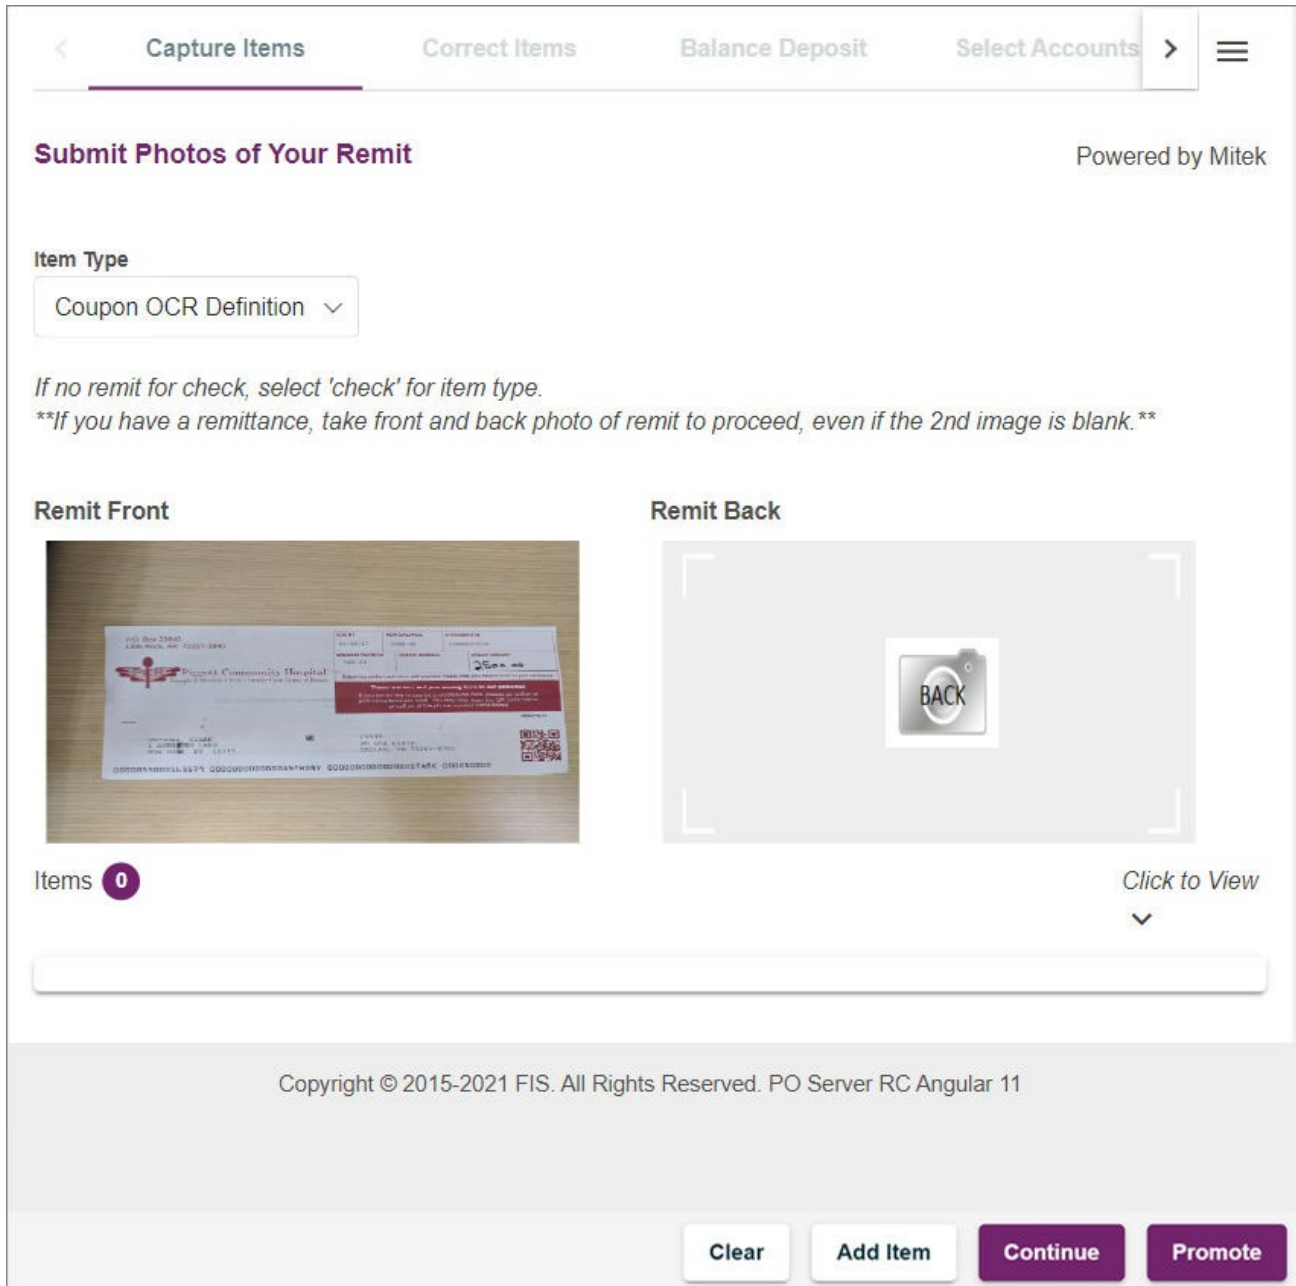 Capture Items
Correct Items
Balance Deposit
Select Accounts
Submit Photos of Your Remit
Powered by Mitek
Item Type
Coupon OCR Definition
If no remit for check, select 'check' for item type.
**If you have a remittance, take front and back photo of remit to proceed, even if the 2nd image is blank.**
Remit Front
Remit Back
Piggott Community Hospital
BACK
Items 0
Click to View
Copyright © 2015-2021 FIS. All Rights Reserved. PO Server RC Angular 11
Clear
Add Item
Continue
Promote